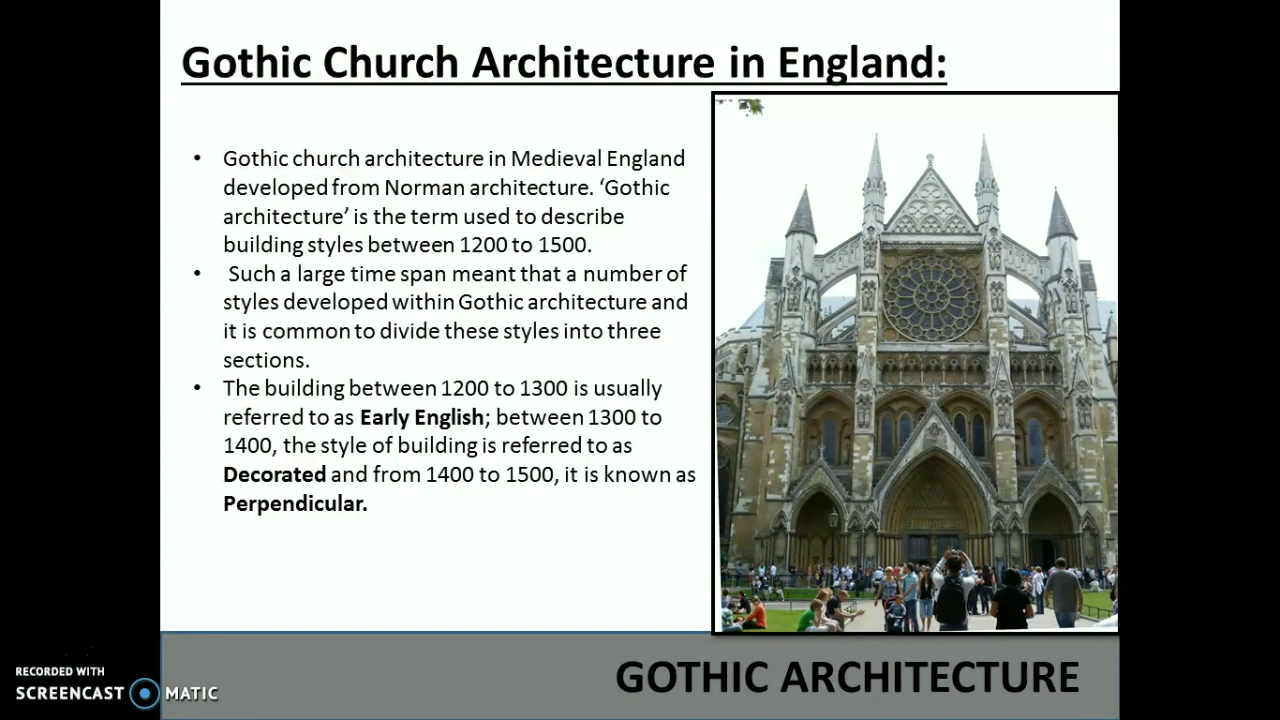 Gothic Church Architecture in England:
• Gothic church architecture in Medieval England
developed from Norman architecture. ‘Gothic
architecture’ is the term used to describe
building styles between 1200 to 1500.
• Such a large time span meant that a number of
styles developed within Gothic architecture and
it is common to divide these styles into three
sections.
• The building between 1200 to 1300 is usually
referred to as Early English; between 1300 to
1400, the style of building is referred to as
Decorated and from 1400 to 1500, it is known as
Perpendicular.
GOTHIC ARCHITECTURE
RECORDED WITH
SCREENCAST MATIC